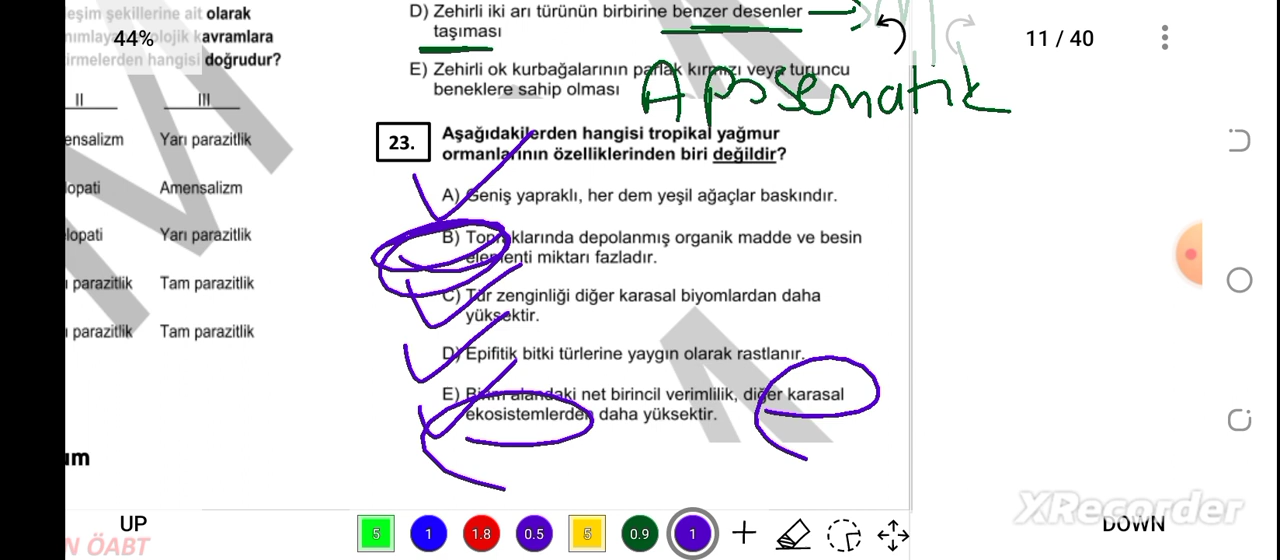 44%
11 / 40
eşim şekillerine ait olarak
nımlaya olojik kavramlara
irmelerden hangisi doğrudur?
II III
ensalizm Yarı parazitlik
lopati Amensalizm
lopati Yarı parazitlik
ı parazitlik Tam parazitlik
ı parazitlik Tam parazitlik
ım
D) Zehirli iki arı türünün birbirine benzer desenler
taşıması
E) Zehirli ok kurbağalarının parlak kırmızı veya turuncu
beneklere sahip olması
Aposematik
23. Aşağıdakilerden hangisi tropikal yağmur
ormanlarının özelliklerinden biri değildir?
A) Geniş yapraklı, her dem yeşil ağaçlar baskındır.
B) Topraklarında depolanmış organik madde ve besin
elementi miktarı fazladır.
C) Tür zenginliği diğer karasal biyomlardan daha
yüksektir.
D) Epifitik bitki türlerine yaygın olarak rastlanır.
E) Birim alandaki net birincil verimlilik, diğer karasal
ekosistemlerden daha yüksektir.
XRecorder
UP
5 1 1.8 0.5 5 0.9 1
DOWN
N ÖABT